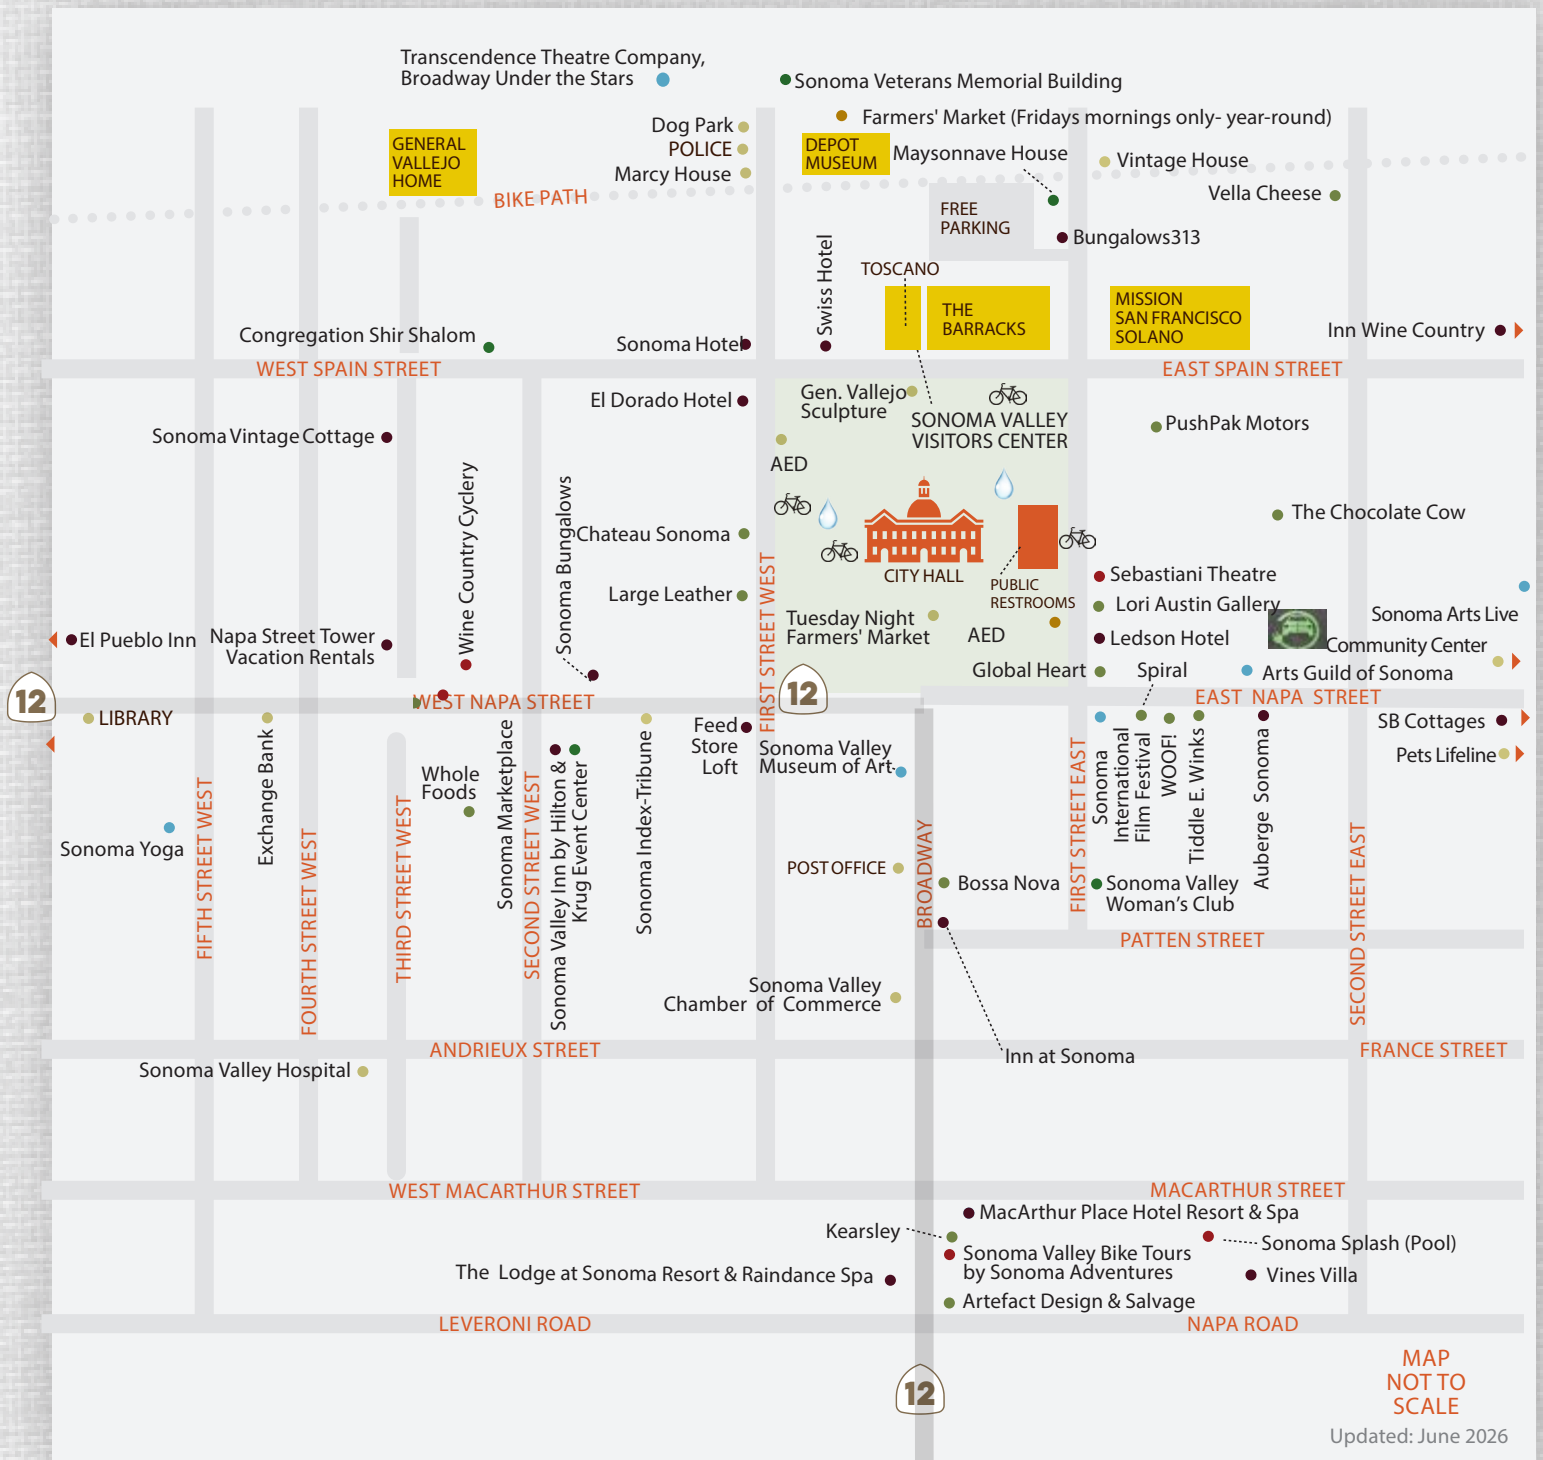 Transcendence Theatre Company,
Broadway Under the Stars
Sonoma Veterans Memorial Building
Farmers' Market (Fridays mornings only- year-round)
Dog Park
POLICE
Marcy House
GENERAL
VALLEJO
HOME
DEPOT
MUSEUM
Maysonnave House
Vintage House
Vella Cheese
BIKE PATH
FREE
PARKING
Bungalows313
Swiss Hotel
TOSCANO
THE
BARRACKS
MISSION
SAN FRANCISCO
SOLANO
Inn Wine Country
Congregation Shir Shalom
Sonoma Hotel
WEST SPAIN STREET
EAST SPAIN STREET
El Dorado Hotel
Gen. Vallejo
Sculpture
SONOMA VALLEY
VISITORS CENTER
PushPak Motors
Sonoma Vintage Cottage
AED
Wine Country Cyclery
Sonoma Bungalows
Chateau Sonoma
The Chocolate Cow
CITY HALL
PUBLIC
RESTROOMS
Sebastiani Theatre
Large Leather
FIRST STREET WEST
Lori Austin Gallery
Sonoma Arts Live
Tuesday Night
Farmers' Market
AED
Ledson Hotel
Community Center
El Pueblo Inn
Napa Street Tower
Vacation Rentals
Global Heart
Spiral
Arts Guild of Sonoma
12
12
WEST NAPA STREET
EAST NAPA STREET
LIBRARY
Exchange Bank
Whole
Foods
Sonoma Marketplace
Sonoma Valley Inn by Hilton &
Krug Event Center
Sonoma Index-Tribune
Feed
Store
Loft
Sonoma Valley
Museum of Art
Sonoma
International
Film Festival
WOOF!
Tiddle E. Winks
Auberge Sonoma
SB Cottages
Pets Lifeline
Sonoma Yoga
FIFTH STREET WEST
FOURTH STREET WEST
THIRD STREET WEST
SECOND STREET WEST
BROADWAY
FIRST STREET EAST
SECOND STREET EAST
POST OFFICE
Bossa Nova
Sonoma Valley
Woman's Club
PATTEN STREET
Sonoma Valley
Chamber of Commerce
Inn at Sonoma
ANDRIEUX STREET
FRANCE STREET
Sonoma Valley Hospital
WEST MACARTHUR STREET
MACARTHUR STREET
MacArthur Place Hotel Resort & Spa
Kearsley
Sonoma Splash (Pool)
Sonoma Valley Bike Tours
by Sonoma Adventures
The Lodge at Sonoma Resort & Raindance Spa
Vines Villa
Artefact Design & Salvage
LEVERONI ROAD
NAPA ROAD
12
MAP
NOT TO
SCALE
Updated: June 2026